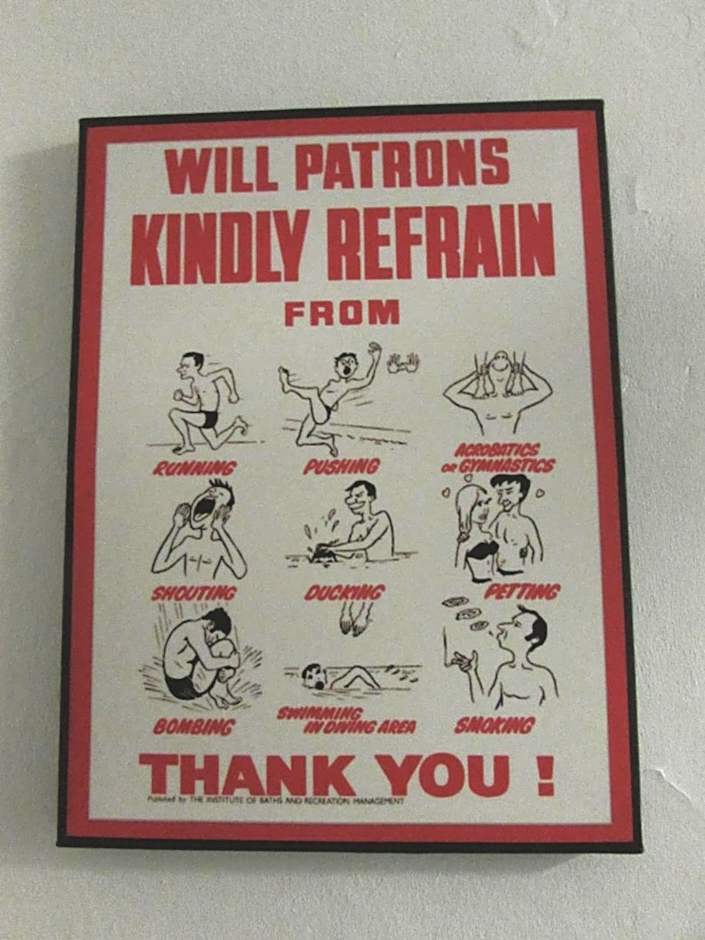 WILL PATRONS
KINDLY REFRAIN
FROM
RUNNING
PUSHING
ACROBATICS
OR GYMNASTICS
SHOUTING
DUCKING
PETTING
BOMBING
SWIMMING
IN DIVING AREA
SMOKING
THANK YOU !
Published by THE INSTITUTE OF BATHS AND RECREATION MANAGEMENT